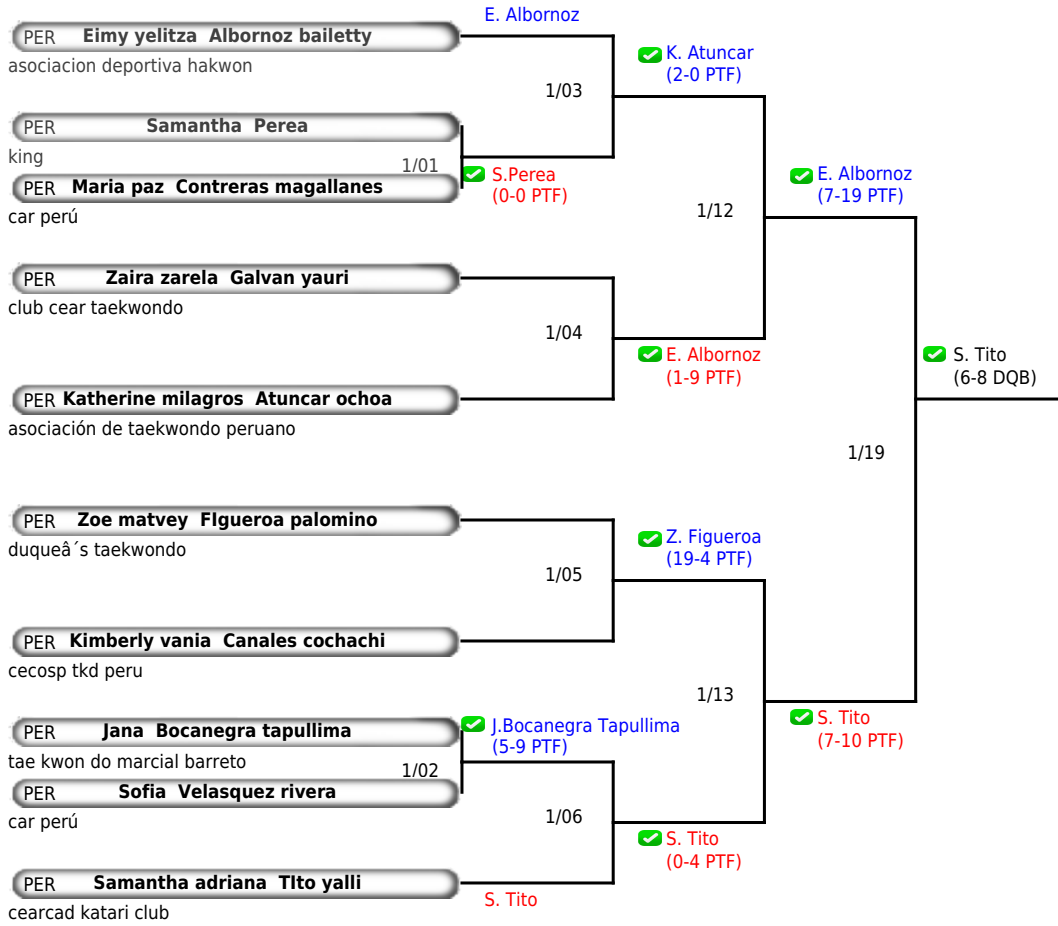 E. Albornoz
PER Eimy yelitza Albornoz bailetty
asociacion deportiva hakwon
K. Atuncar
(2-0 PTF)
1/03
PER Samantha Perea
king
1/01
S.Perea
(0-0 PTF)
PER Maria paz Contreras magallanes
car perú
E. Albornoz
(7-19 PTF)
1/12
PER Zaira zarela Galvan yauri
club cear taekwondo
1/04
E. Albornoz
(1-9 PTF)
S. Tito
(6-8 DQB)
PER Katherine milagros Atuncar ochoa
asociación de taekwondo peruano
1/19
PER Zoe matvey FIgueroa palomino
duqueâ´s taekwondo
Z. Figueroa
(19-4 PTF)
1/05
PER Kimberly vania Canales cochachi
cecosp tkd peru
1/13
S. Tito
(7-10 PTF)
PER Jana Bocanegra tapullima
tae kwon do marcial barreto
J.Bocanegra Tapullima
(5-9 PTF)
1/02
PER Sofia Velasquez rivera
car perú
1/06
S. Tito
(0-4 PTF)
PER Samantha adriana TIto yalli
cearcad katari club
S. Tito